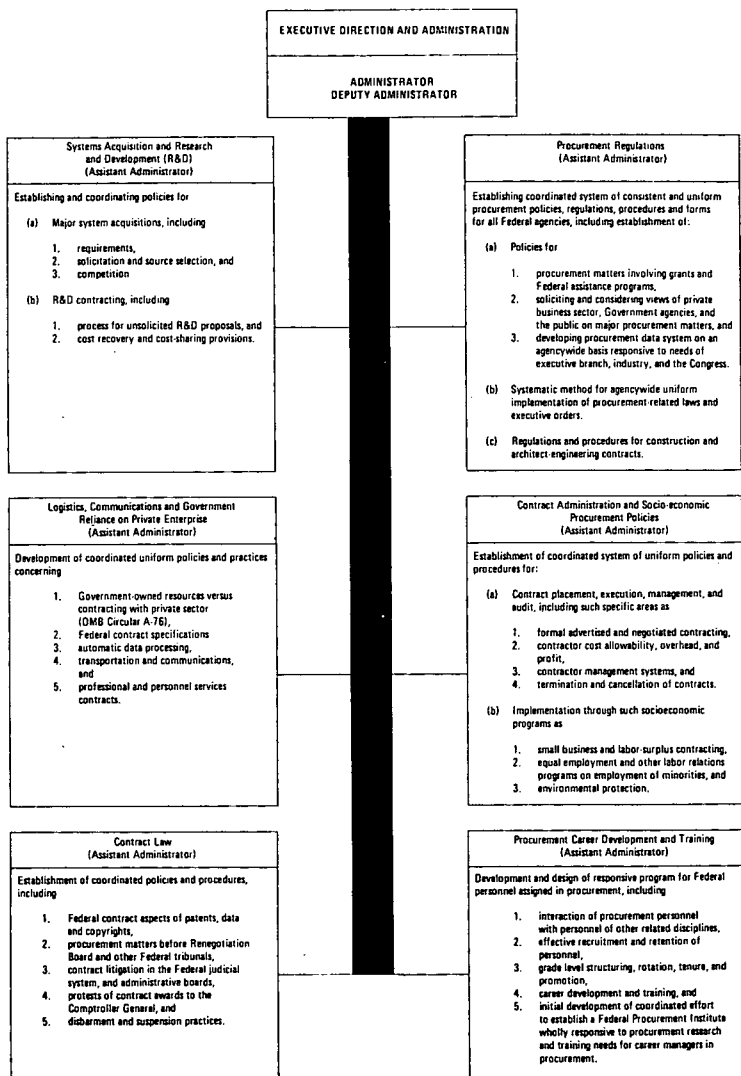 EXECUTIVE DIRECTION AND ADMINISTRATION
ADMINISTRATOR
DEPUTY ADMINISTRATOR
Systems Acquisition and Research
and Development (R&D)
(Assistant Administrator)
Establishing and coordinating policies for
(a) Major system acquisitions, including
1. requirements,
2. solicitation and source selection, and
3. competition
(b) R&D contracting, including
1. process for unsolicited R&D proposals, and
2. cost recovery and cost-sharing provisions.
Procurement Regulations
(Assistant Administrator)
Establishing coordinated system of consistent and uniform
procurement policies, regulations, procedures and forms
for all Federal agencies, including establishment of:
(a) Policies for
1. procurement matters involving grants and
Federal assistance programs,
2. soliciting and considering views of private
business sector, Government agencies, and
the public on major procurement matters, and
3. developing procurement data system on an
agencywide basis responsive to needs of
executive branch, industry, and the Congress.
(b) Systematic method for agencywide uniform
implementation of procurement-related laws and
executive orders.
(c) Regulations and procedures for construction and
architect-engineering contracts.
Logistics, Communications and Government
Reliance on Private Enterprise
(Assistant Administrator)
Development of coordinated uniform policies and practices
concerning
1. Government-owned resources versus
contracting with private sector
(OMB Circular A-76),
2. Federal contract specifications
3. automatic data processing,
4. transportation and communications,
and
5. professional and personnel services
contracts.
Contract Administration and Socio-economic
Procurement Policies
(Assistant Administrator)
Establishment of coordinated system of uniform policies and
procedures for:
(a) Contract placement, execution, management, and
audit, including such specific areas as
1. formal advertised and negotiated contracting,
2. contractor cost allowability, overhead, and
profit,
3. contractor management systems, and
4. termination and cancellation of contracts.
(b) Implementation through such socioeconomic
programs as
1. small business and labor-surplus contracting,
2. equal employment and other labor relations
programs on employment of minorities, and
3. environmental protection.
Contract Law
(Assistant Administrator)
Establishment of coordinated policies and procedures,
including
1. Federal contract aspects of patents, data
and copyrights,
2. procurement matters before Renegotiation
Board and other Federal tribunals,
3. contract litigation in the Federal judicial
system, and administrative boards,
4. protests of contract awards to the
Comptroller General, and
5. disbarment and suspension practices.
Procurement Career Development and Training
(Assistant Administrator)
Development and design of responsive program for Federal
personnel assigned in procurement, including
1. interaction of procurement personnel
with personnel of other related disciplines,
2. effective recruitment and retention of
personnel,
3. grade level structuring, rotation, tenure, and
promotion,
4. career development and training, and
5. initial development of coordinated effort
to establish a Federal Procurement Institute
wholly responsive to procurement research
and training needs for career managers in
procurement.